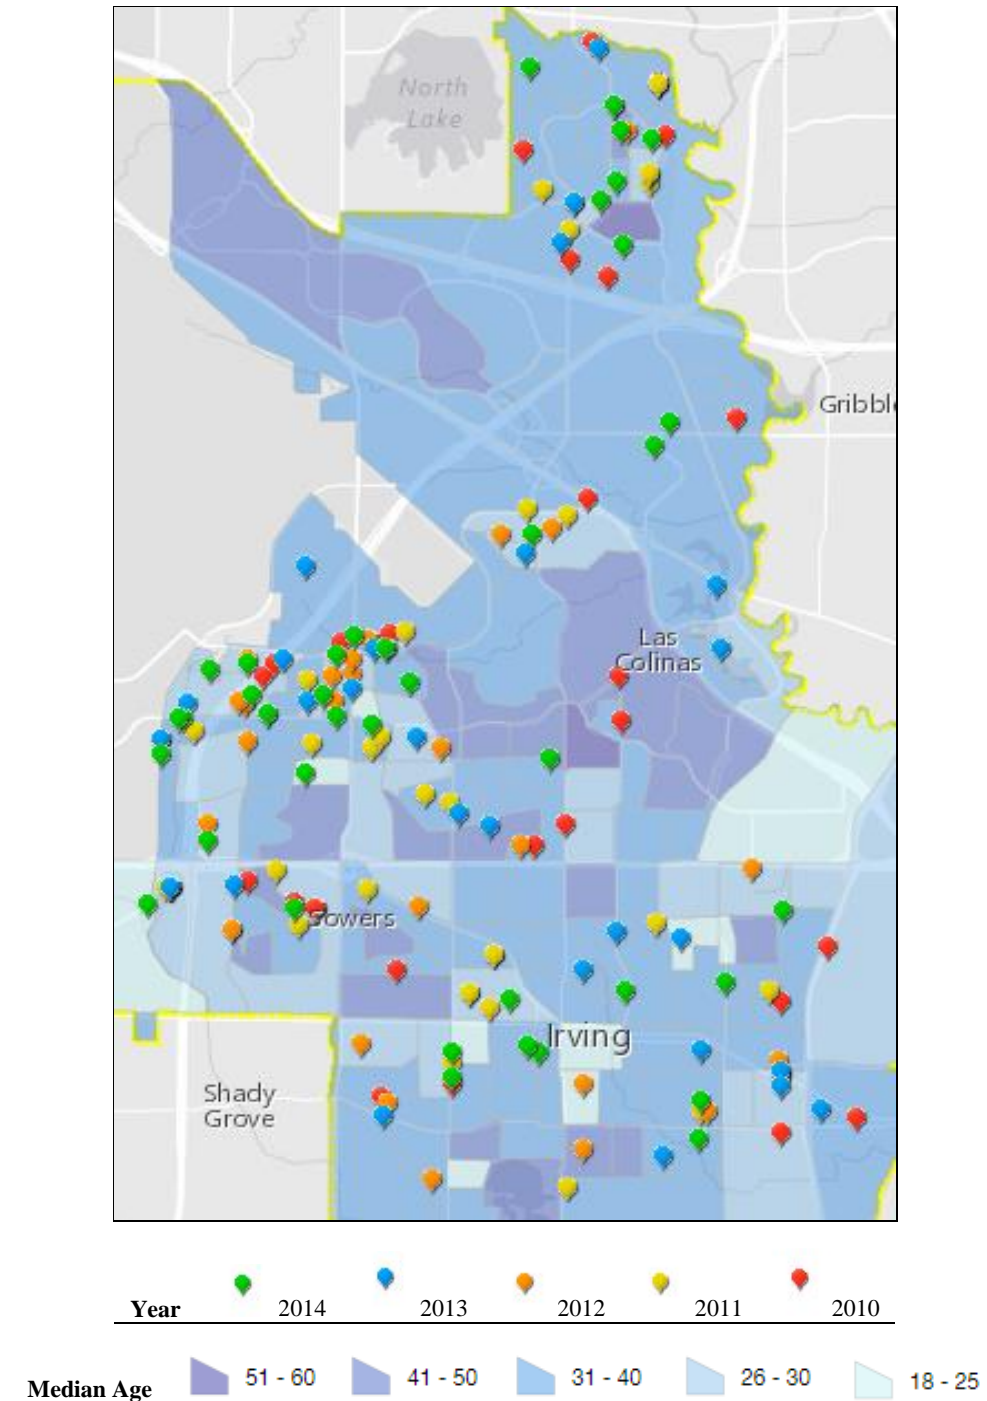 North
Lake
Gribble
Las
Colinas
Sowers
Irving
Shady
Grove
Year 2014 2013 2012 2011 2010
Median Age 51 - 60 41 - 50 31 - 40 26 - 30 18 - 25